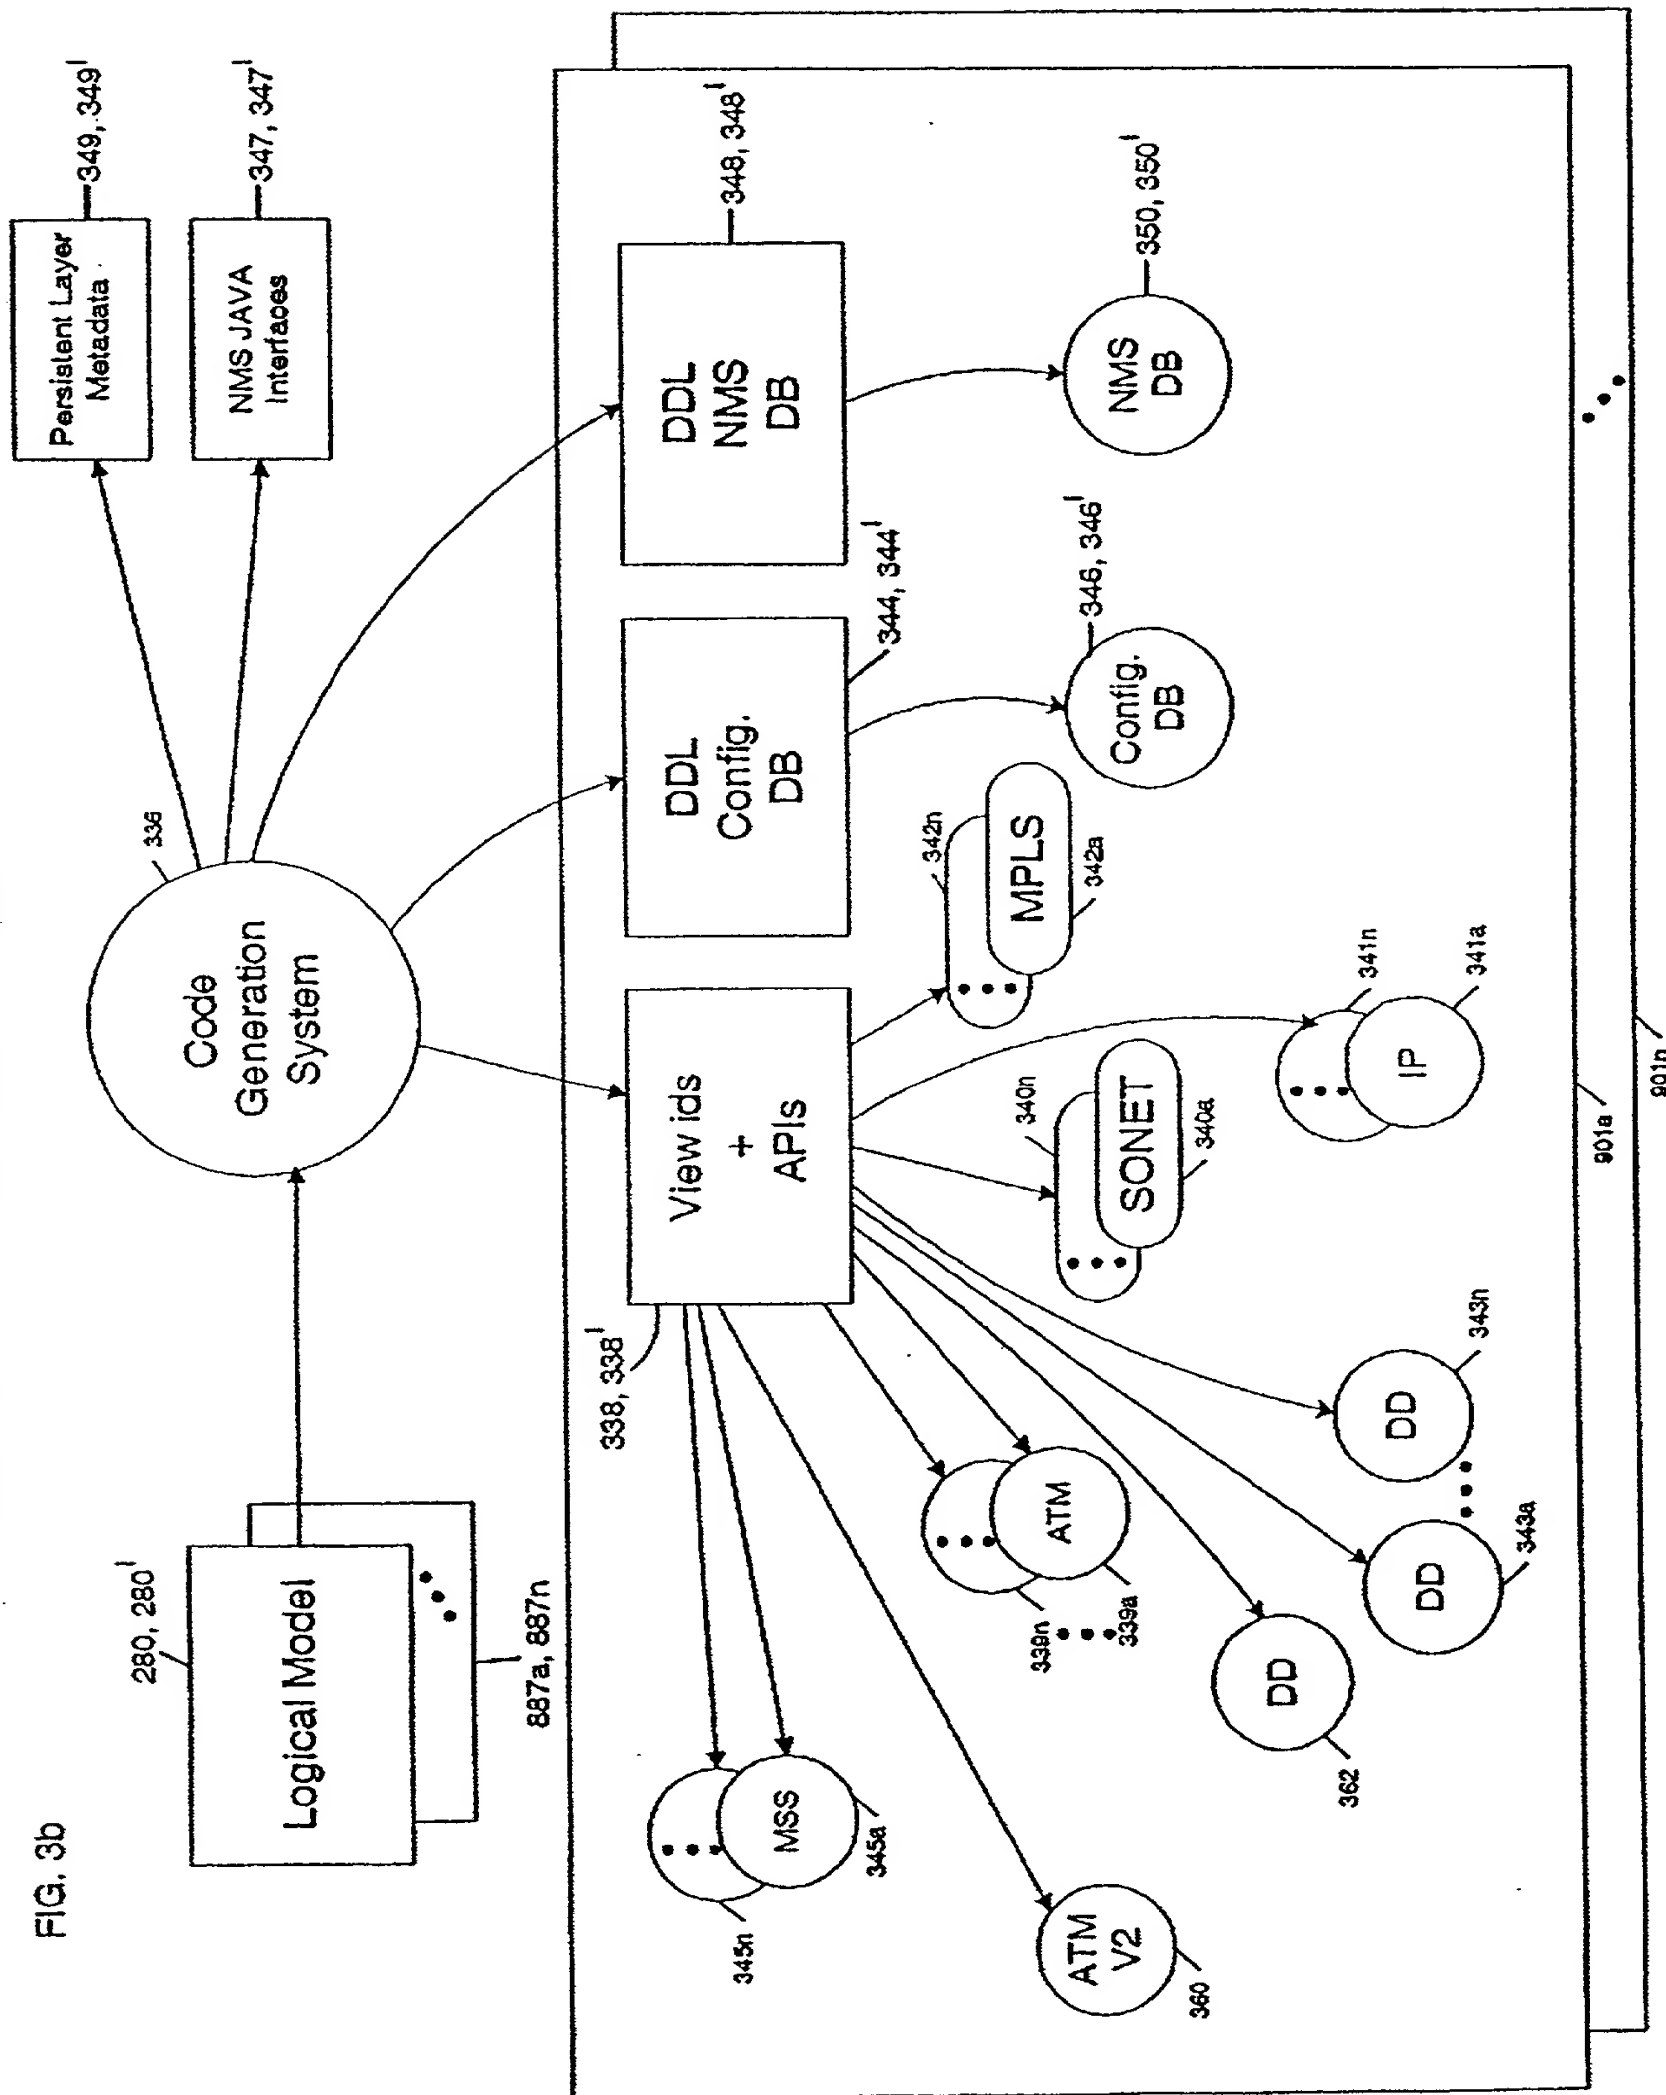 FIG. 3b
280, 280'
Logical Model
887a, 887n
Code
Generation
System
336
Persistent Layer
Metadata
349, 349'
NMS JAVA
Interfaces
347, 347'
338, 338'
View ids
+
APIs
DDL
Config.
DB
344, 344'
DDL
NMS
DB
348, 348'
345n
MSS
345a
ATM
V2
360
339n
ATM
339a
DD
362
DD
343a
DD
343n
340n
SONET
340a
341n
IP
341a
342n
MPLS
342a
Config.
DB
346, 346'
NMS
DB
350, 350'
901a
901n